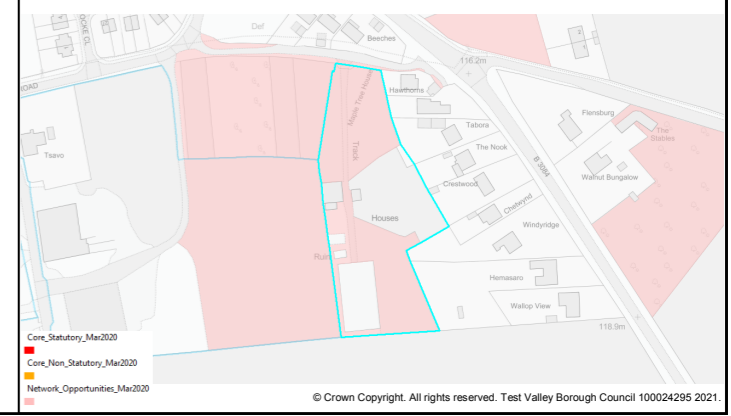 OCKE CL
Def
Beeches
116.2m
ROAD
Maple Tree House
Hawthorns
Flensburg
The
Stables
Tabora
Tsavo
Track
The Nook
B 3084
Walnut Bungalow
Crestwood
Chetwynd
Houses
Windyridge
Ruin
Hemasaro
Wallop View
118.9m
Core_Statutory_Mar2020
Core_Non_Statutory_Mar2020
Network_Opportunities_Mar2020
© Crown Copyright. All rights reserved. Test Valley Borough Council 100024295 2021.